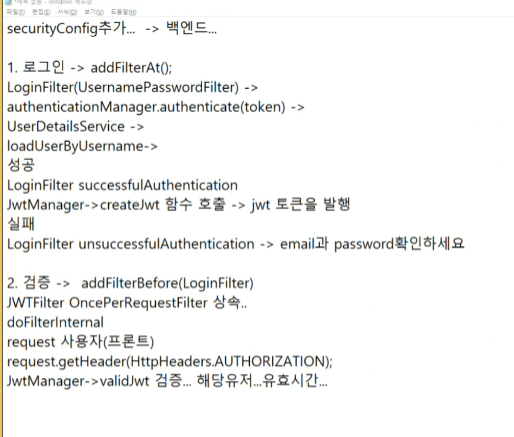 제목 없음 - Windows 메모장
파일(F) 편집(E) 서식(O) 보기(V) 도움말(H)
securityConfig추가... -> 백엔드...
1. 로그인 -> addFilterAt();
LoginFilter(UsernamePasswordFilter) ->
authenticationManager.authenticate(token) ->
UserDetailsService ->
loadUserByUsername->
성공
LoginFilter successfulAuthentication
JwtManager->createJwt 함수 호출 -> jwt 토큰을 발행
실패
LoginFilter unsuccessfulAuthentication -> email과 password확인하세요
2. 검증 -> addFilterBefore(LoginFilter)
JWTFilter OncePerRequestFilter 상속..
doFilterInternal
request 사용자(프론트)
request.getHeader(HttpHeaders.AUTHORIZATION);
JwtManager->validJwt 검증... 해당유저...유효시간...